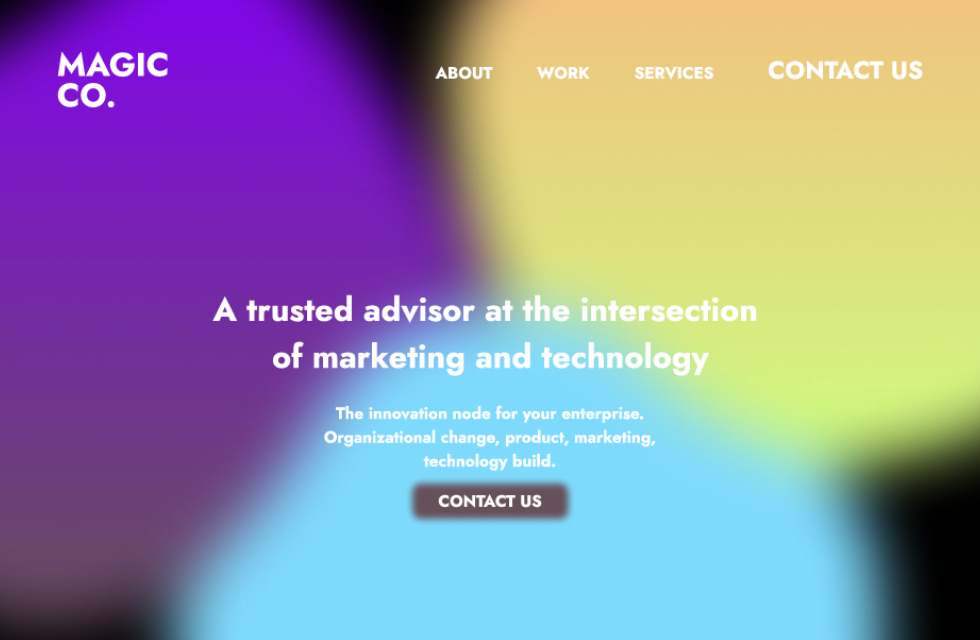 MAGIC
CO.
ABOUT
WORK
SERVICES
CONTACT US
A trusted advisor at the intersection
of marketing and technology
The innovation node for your enterprise.
Organizational change, product, marketing,
technology build.
CONTACT US